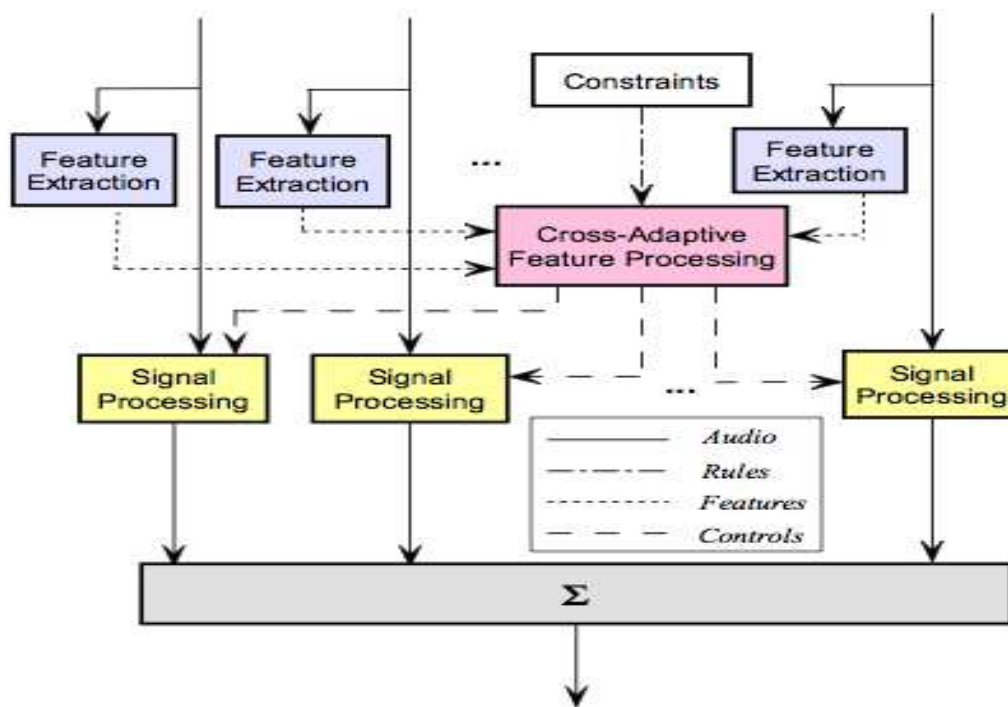 Constraints
Feature
Extraction
Feature
Extraction
...
Feature
Extraction
Cross-Adaptive
Feature Processing
Signal
Processing
Signal
Processing
...
Signal
Processing
Audio
Rules
Features
Controls
Σ